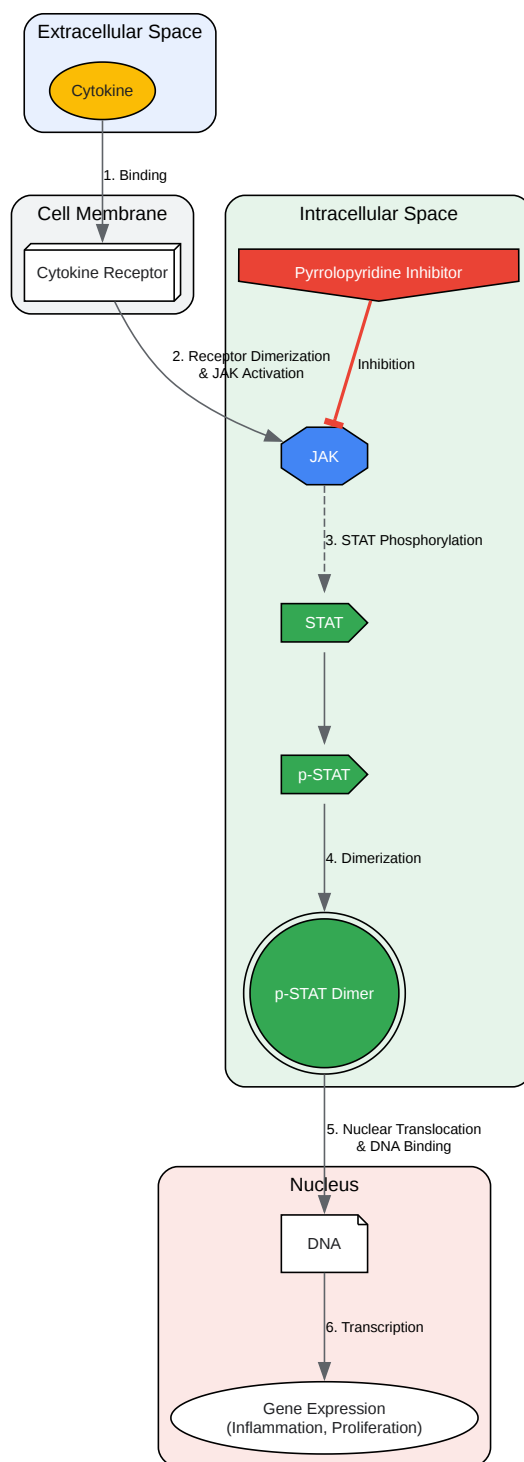 Extracellular Space
Cytokine
1. Binding
Cell Membrane
Cytokine Receptor
Intracellular Space
Pyrrolopyridine Inhibitor
2. Receptor Dimerization
& JAK Activation
Inhibition
JAK
3. STAT Phosphorylation
STAT
p-STAT
4. Dimerization
p-STAT Dimer
5. Nuclear Translocation
& DNA Binding
Nucleus
DNA
6. Transcription
Gene Expression
(Inflammation, Proliferation)